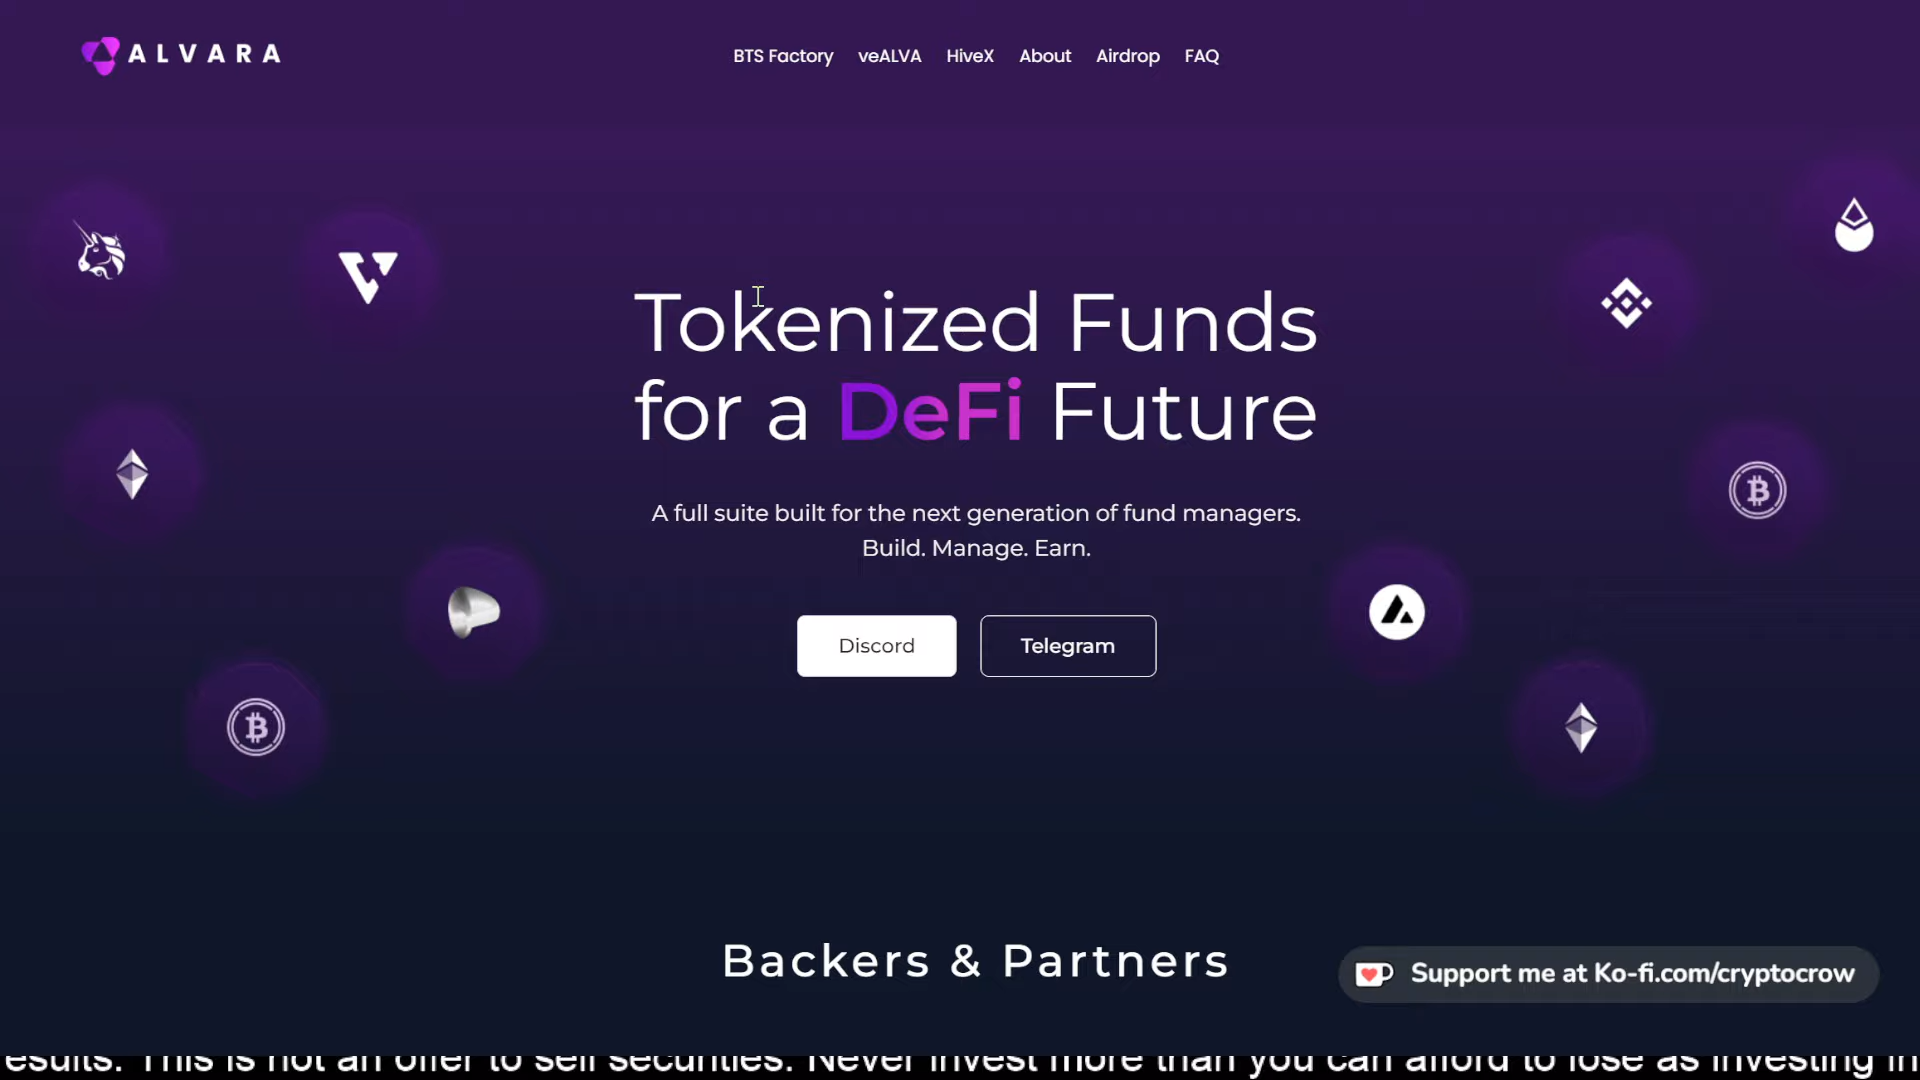 ALVARA
BTS Factory veALVA HiveX About Airdrop FAQ
Tokenized Funds
for a DeFi Future
A full suite built for the next generation of fund managers.
Build. Manage. Earn.
Discord Telegram
Backers & Partners
Support me at Ko-fi.com/cryptocrow
esults. This is not an offer to sell securities. Never invest more than you can afford to lose as investing in